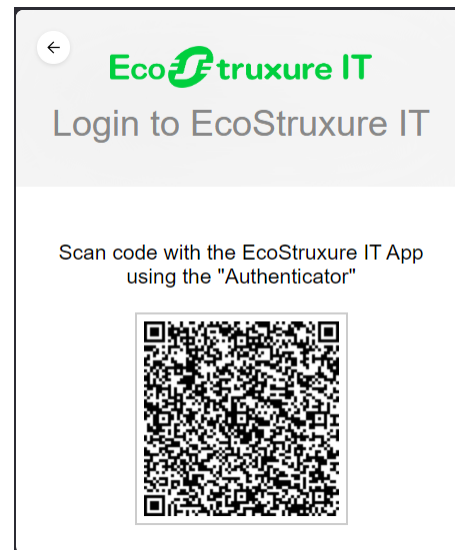 EcoStruxure IT
Login to EcoStruxure IT
Scan code with the EcoStruxure IT App
using the "Authenticator"